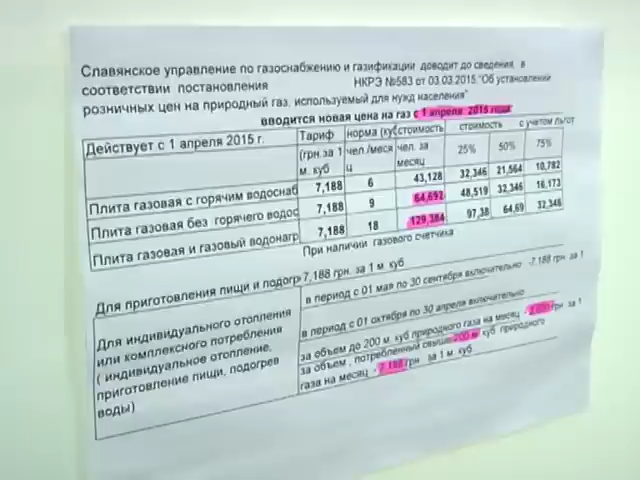 Славянское управление по газоснабжению и газификации доводит до сведения, в
соответствии постановления НКРЭ №583 от 03.03.2015 "Об установлении
розничных цен на природный газ, используемый для нужд населения"
вводится новая цена на газ с 1 апреля 2015 года
Действует с 1 апреля 2015 г. Тариф норма (куб стоимость стоимость с учетом льгот
(грн.за 1 чел /меся чел. за 25% 50% 75%
м. куб ц месяц
Плита газовая с горячим водоснаб 7,188 6 43,128 32,346 21,564 10,782
Плита газовая без горячего водос 7,188 9 64,692 48,519 32,346 16,173
Плита газовая и газовый водонагр 7,188 18 129,384 97,38 64,69 32,346
При наличии газового счетчика
Для приготовления пищи и подогр 7,188 грн. за 1 м. куб
в период с 01 мая по 30 сентября включительно -7,188 грн за 1
Для индивидуального отопления
или комплексного потребления
( индивидуальное отопление,
приготовление пищи, подогрев
воды)
в период с 01 октября по 30 апреля включительно
за объем до 200 м. куб природного газа на месяц - грн за 1
за объем , потребленный свыше 200 м куб природного
газа на месяц - 7,188 грн за 1 м. куб